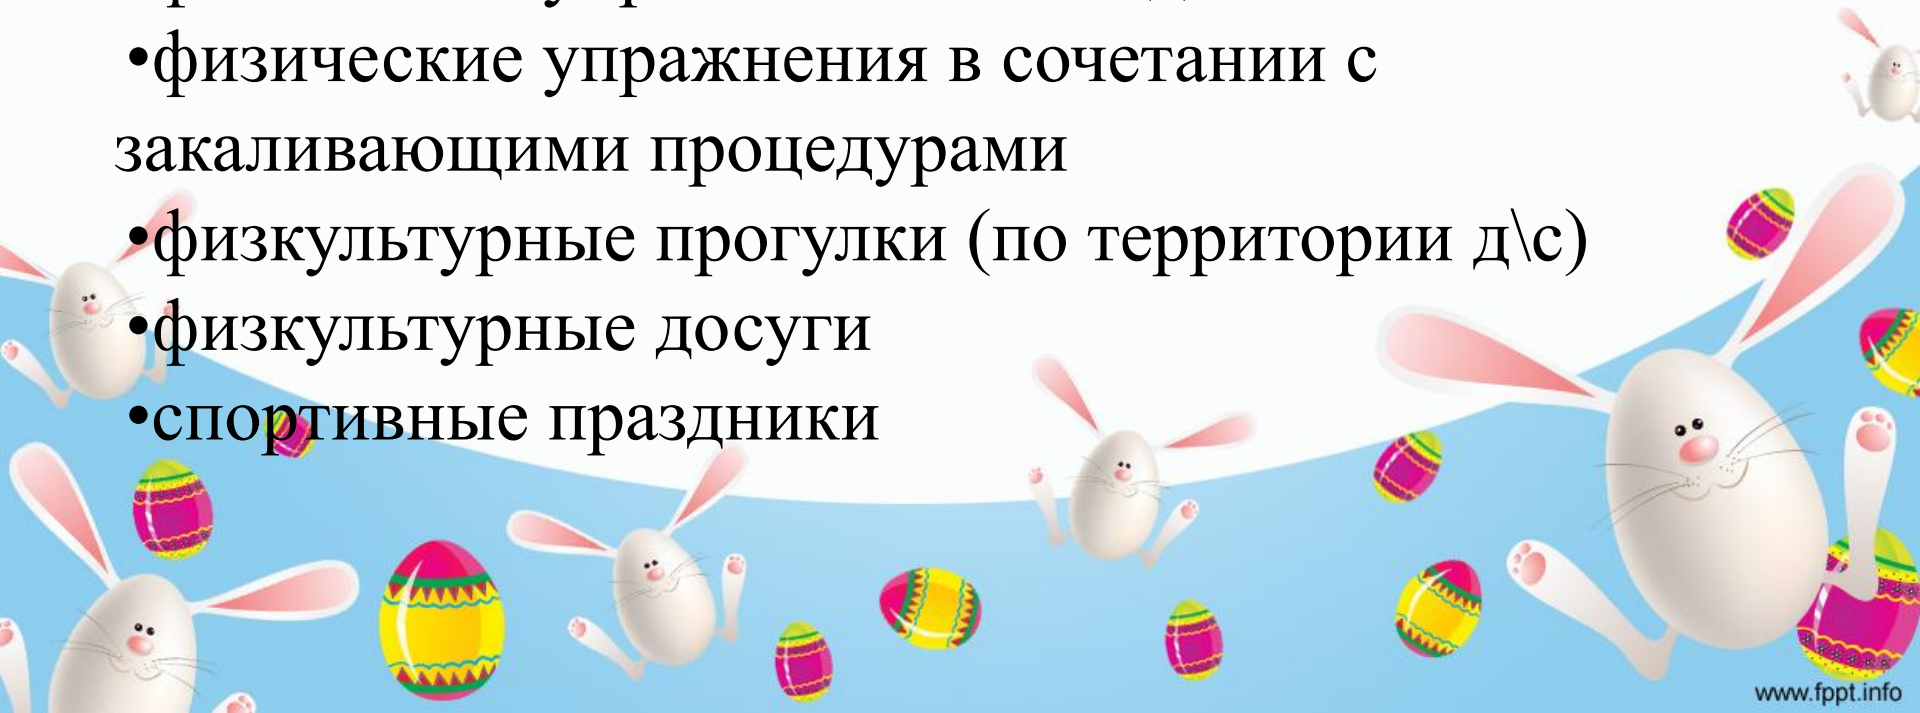 •физические упражнения в сочетании с
закаливающими процедурами
•физкультурные прогулки (по территории д\с)
•физкультурные досуги
•спортивные праздники
www.fppt.info